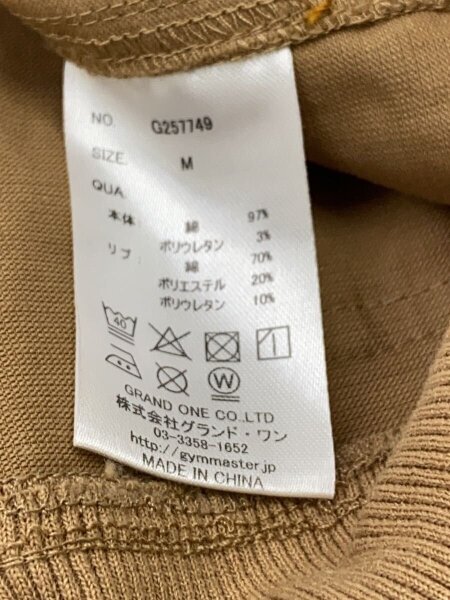 NO. G257749
SIZE. M
QUA
本体 綿 97%
ポリウレタン 3%
リブ 綿 70%
ポリエステル 20%
ポリウレタン 10%
40
W
GRAND ONE CO.LTD
株式会社グランド・ワン
03-3358-1652
http://gymmaster.jp
MADE IN CHINA